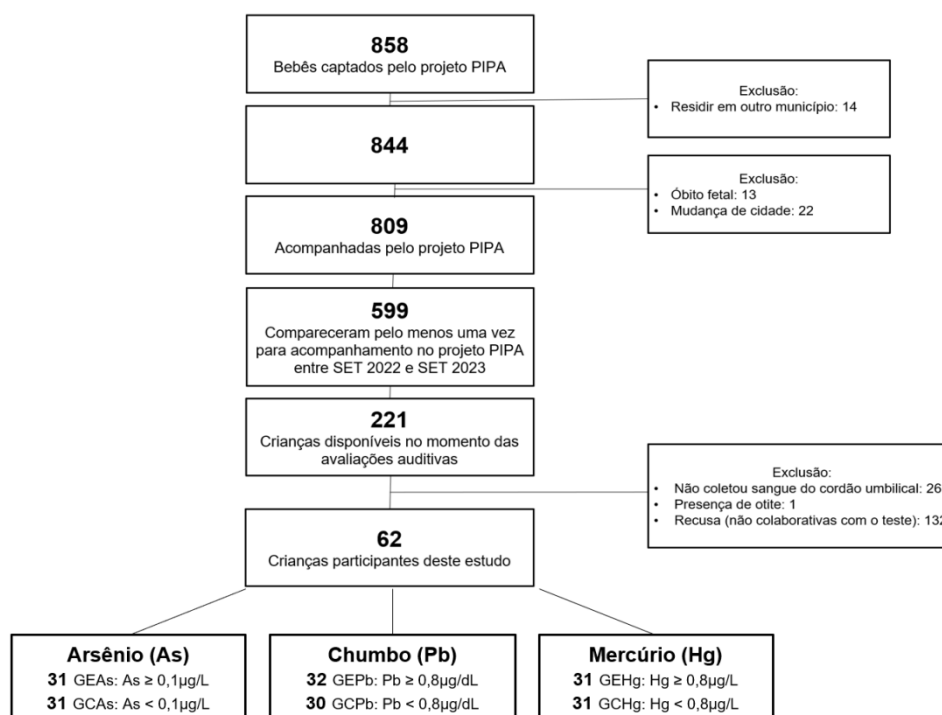 858
Bebês captados pelo projeto PIPA
Exclusão:
• Residir em outro município: 14
844
Exclusão:
• Óbito fetal: 13
• Mudança de cidade: 22
809
Acompanhadas pelo projeto PIPA
599
Compareceram pelo menos uma vez
para acompanhamento no projeto PIPA
entre SET 2022 e SET 2023
221
Crianças disponíveis no momento das
avaliações auditivas
Exclusão:
• Não coletou sangue do cordão umbilical: 26
• Presença de otite: 1
• Recusa (não colaborativas com o teste): 132
62
Crianças participantes deste estudo
Arsênio (As)
31 GEAs: As ≥ 0,1µg/L
31 GCAs: As < 0,1µg/L
Chumbo (Pb)
32 GEPb: Pb ≥ 0,8µg/dL
30 GCPb: Pb < 0,8µg/dL
Mercúrio (Hg)
31 GEHg: Hg ≥ 0,8µg/L
31 GCHg: Hg < 0,8µg/L